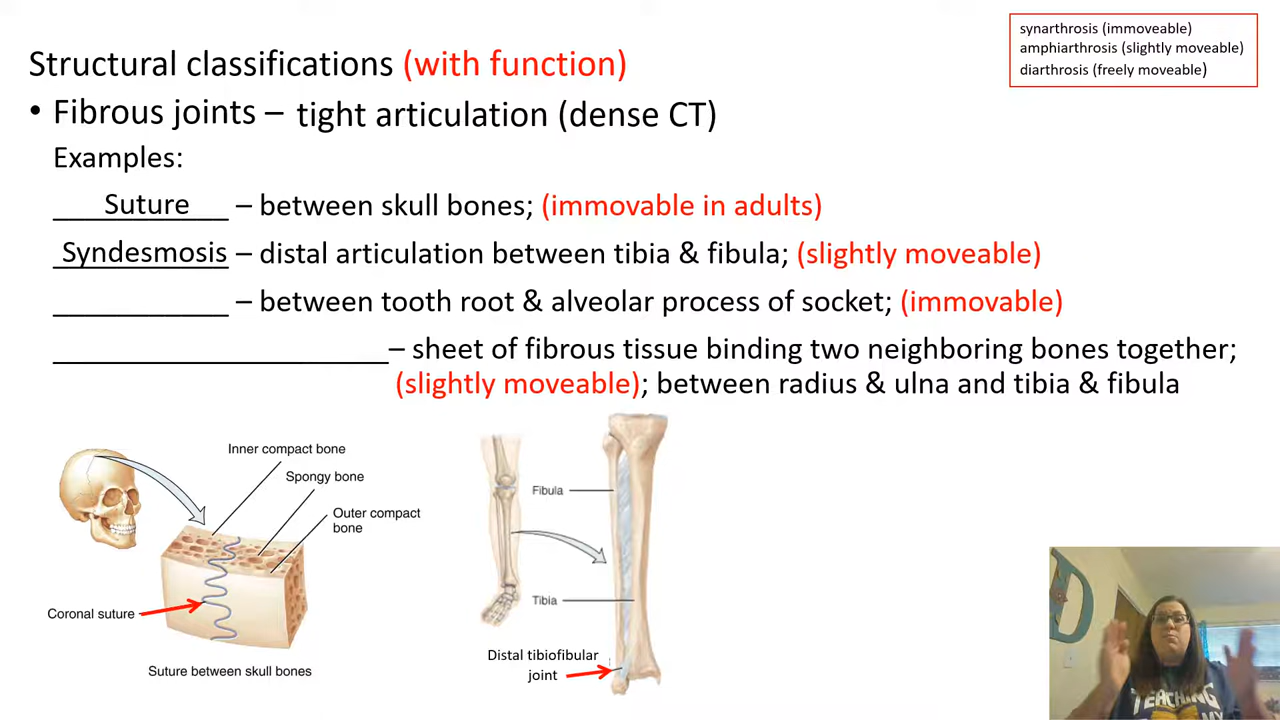 synarthrosis (immoveable)
amphiarthrosis (slightly moveable)
diarthrosis (freely moveable)
Structural classifications (with function)
• Fibrous joints – tight articulation (dense CT)
Examples:
Suture – between skull bones; (immovable in adults)
Syndesmosis – distal articulation between tibia & fibula; (slightly moveable)
____________ – between tooth root & alveolar process of socket; (immovable)
_______________________ – sheet of fibrous tissue binding two neighboring bones together;
(slightly moveable); between radius & ulna and tibia & fibula
Inner compact bone
Spongy bone
Outer compact
bone
Coronal suture
Suture between skull bones
Fibula
Tibia
Distal tibiofibular
joint
TEACHING